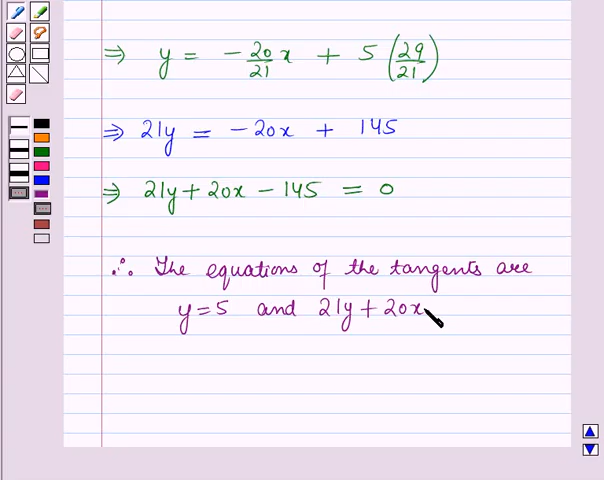 ⇒ y = - 20/21 x + 5 (29/21)
⇒ 21y = -20x + 145
⇒ 21y + 20x - 145 = 0
∴ The equations of the tangents are
y = 5 and 21y + 20x